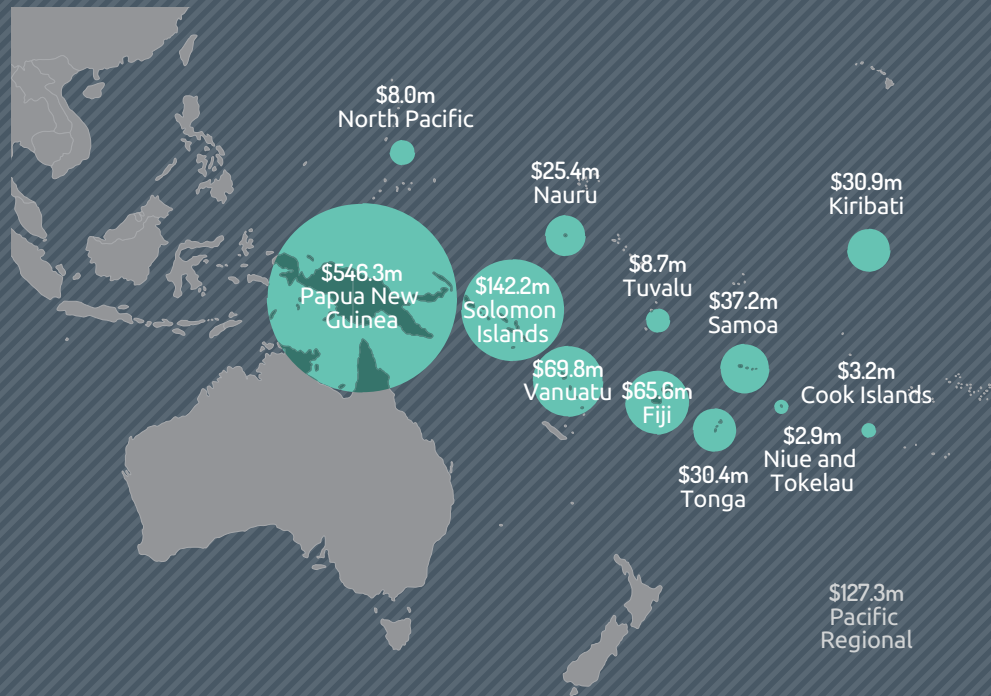 $8.0m
North Pacific
$25.4m
Nauru
$30.9m
Kiribati
$546.3m
Papua New
Guinea
$142.2m
Solomon
Islands
$8.7m
Tuvalu
$37.2m
Samoa
$69.8m
Vanuatu
$65.6m
Fiji
$3.2m
Cook Islands
$2.9m
Niue and
Tokelau
$30.4m
Tonga
$127.3m
Pacific
Regional